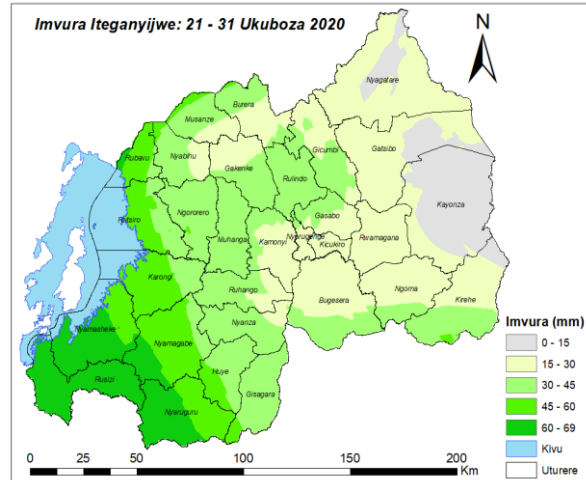 Imvura Iteganyijwe: 21 - 31 Ukuboza 2020
N
Nyagatare
Burera
Musanze
Rubavu
Nyabihu
Gicumbi
Gatsibo
Gakenke
Rulindo
Kayonza
Rutsiro
Ngororero
Gasabo
Muhanga
Kamonyi
Nyarugenge
Kicukiro
Rwamagana
Karongi
Ruhango
Bugesera
Ngoma
Kirehe
Nyamasheke
Nyanza
Nyamagabe
Rusizi
Huye
Gisagara
Nyaruguru
Imvura (mm)
0 - 15
15 - 30
30 - 45
45 - 60
60 - 69
Kivu
Uturere
0 50 100 150 200
Km